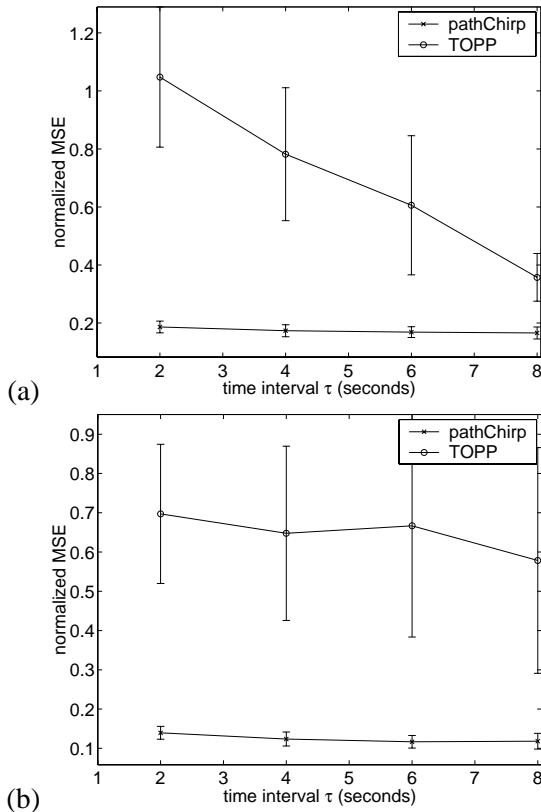 1.2
1
0.8
0.6
0.4
0.2
normalized MSE
pathChirp
TOPP
1 2 3 4 5 6 7 8
time interval τ (seconds)
(a)
0.9
0.8
0.7
0.6
0.5
0.4
0.3
0.2
0.1
normalized MSE
pathChirp
TOPP
1 2 3 4 5 6 7 8
time interval τ (seconds)
(b)